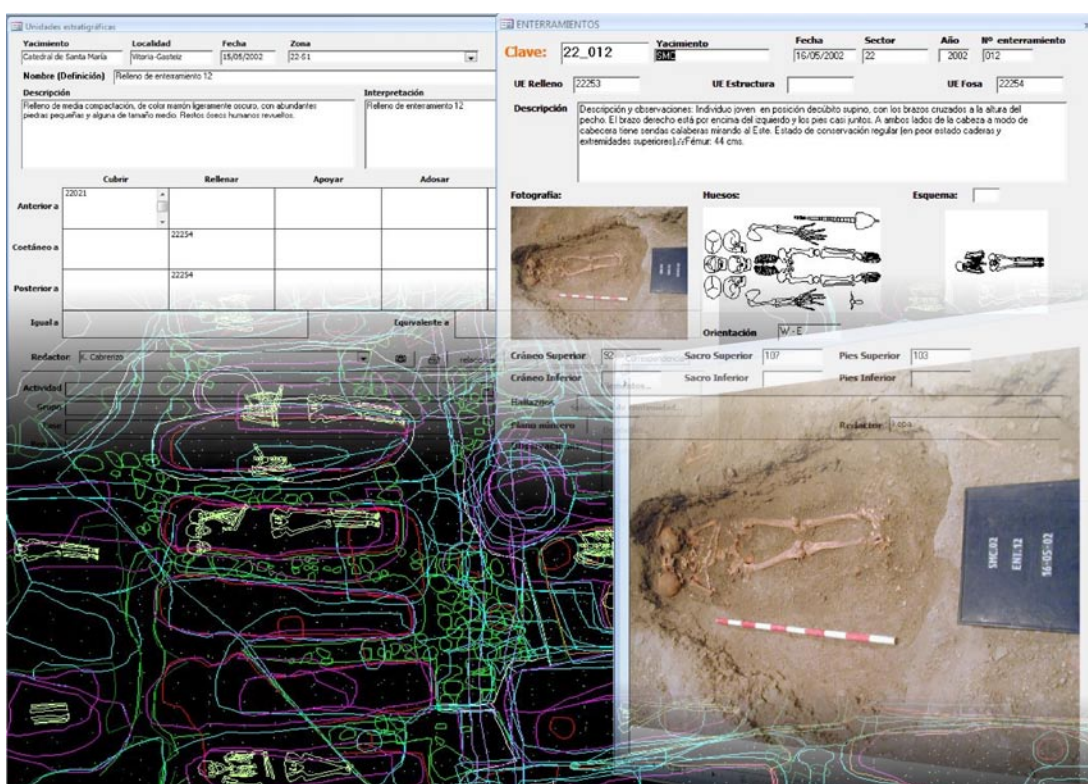 Unidades estratigráficas
Yacimiento Localidad Fecha Zona
Catedral de Santa María Vitoria-Gasteiz 15/05/2002 22-S1
Nombre (Definición) Relleno de enterramiento 12
Descripción Interpretación
Relleno de media compactación, de color marrón ligeramente oscuro, con abundantes
piedras pequeñas y alguna de tamaño medio. Restos óseos humanos revueltos.
Relleno de enterramiento 12
Cubrir Rellenar Apoyar Adosar
Anterior a 22021
Coetáneo a 22254
Posterior a 22254
Igual a Equivalente a
Redactor K. Cabrerizo
Actividad
Grupo
Fase
ENTERRAMIENTOS
Clave: 22_012 Yacimiento SMC Fecha 16/05/2002 Sector 22 Año 2002 Nº enterramiento 012
UE Relleno 22253 UE Estructura UE Fosa 22254
Descripción
Descripción y observaciones: Individuo joven en posición decúbito supino, con los brazos cruzados a la altura del
pecho. El brazo derecho está por encima del izquierdo y los pies casi juntos. A ambos lados de la cabeza a modo de
cabecera tiene sendas calaberas mirando al Este. Estado de conservación regular (en peor estado caderas y
extremidades superiores).//Fémur: 44 cms.
Fotografía: Huesos: Esquema:
Orientación W-E
Cráneo Superior 92 Sacro Superior 107 Pies Superior 103
Cráneo Inferior Sacro Inferior Pies Inferior
Hallazgos
Plano número Redactor
SMC.02
ENT.12
16-05-02